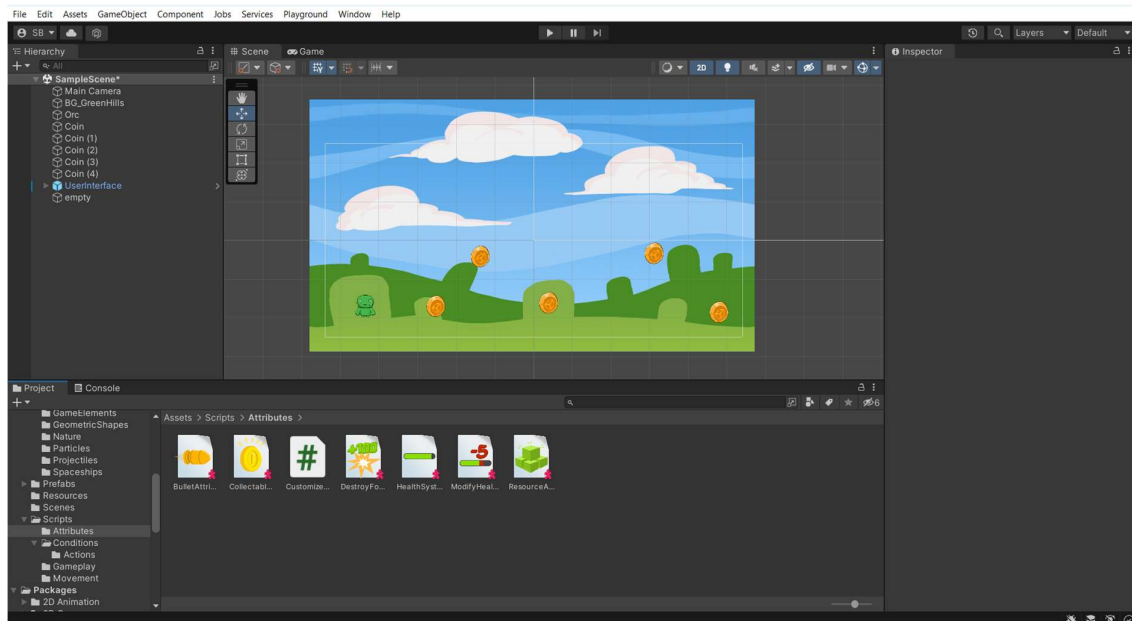 File Edit Assets GameObject Component Jobs Services Playground Window Help
SB
Layers Default
Hierarchy
All
SampleScene*
Main Camera
BG_GreenHills
Orc
Coin
Coin (1)
Coin (2)
Coin (3)
Coin (4)
UserInterface
empty
Scene Game
2D
Inspector
Project Console
6
GameElements
GeometricShapes
Nature
Particles
Projectiles
Spaceships
Prefabs
Resources
Scenes
Scripts
Attributes
Conditions
Actions
Gameplay
Movement
Packages
2D Animation
Assets > Scripts > Attributes >
#
+100
-5
BulletAttri... Collectabl... Customize... DestroyFo... HealthSyst... ModifyHeal... ResourceA...